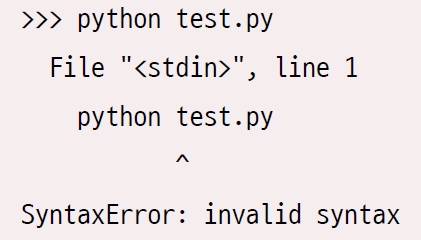 >>> python test.py
  File "<stdin>", line 1
    python test.py
           ^
SyntaxError: invalid syntax